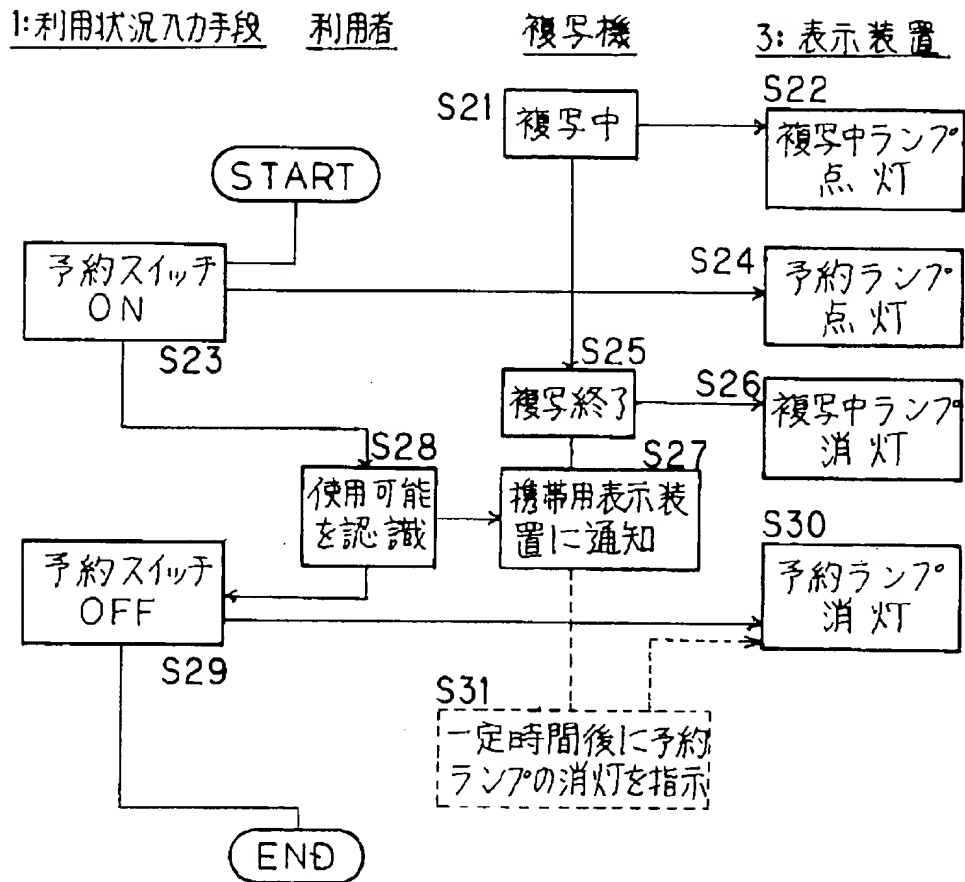 1:利用状況入力手段
利用者
複写機
3:表示装置
S21
複写中
S22
複写中ランプ
点灯
START
予約スイッチ
ON
S23
S24
予約ランプ
点灯
S25
複写終了
S26
複写中ランプ
消灯
S28
使用可能
を認識
S27
携帯用表示装
置に通知
予約スイッチ
OFF
S29
S30
予約ランプ
消灯
S31
一定時間後に予約
ランプの消灯を指示
END